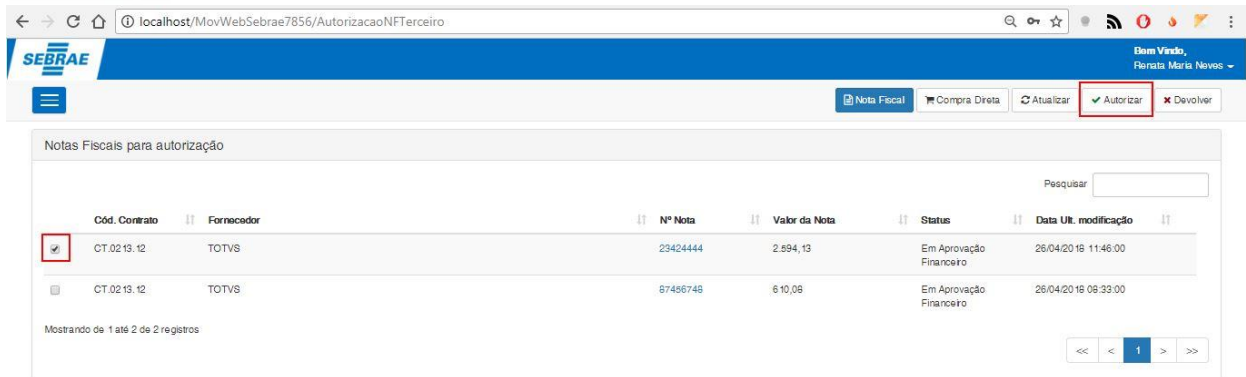 localhost/MovWebSebrae7856/AutorizacaoNFTerceiro
SEBRAE
Bem Vindo,
Renata Maria Neves
Nota Fiscal Compra Direta Atualizar Autorizar Devolver
Notas Fiscais para autorização
Pesquisar
Cód. Contrato Fornecedor Nº Nota Valor da Nota Status Data Ult. modificação
CT.0213.12 TOTVS 23424444 2.594,13 Em Aprovação Financeiro 26/04/2018 11:46:00
CT.0213.12 TOTVS 87456748 610,08 Em Aprovação Financeiro 26/04/2018 08:33:00
Mostrando de 1 até 2 de 2 registros
<< < 1 > >>